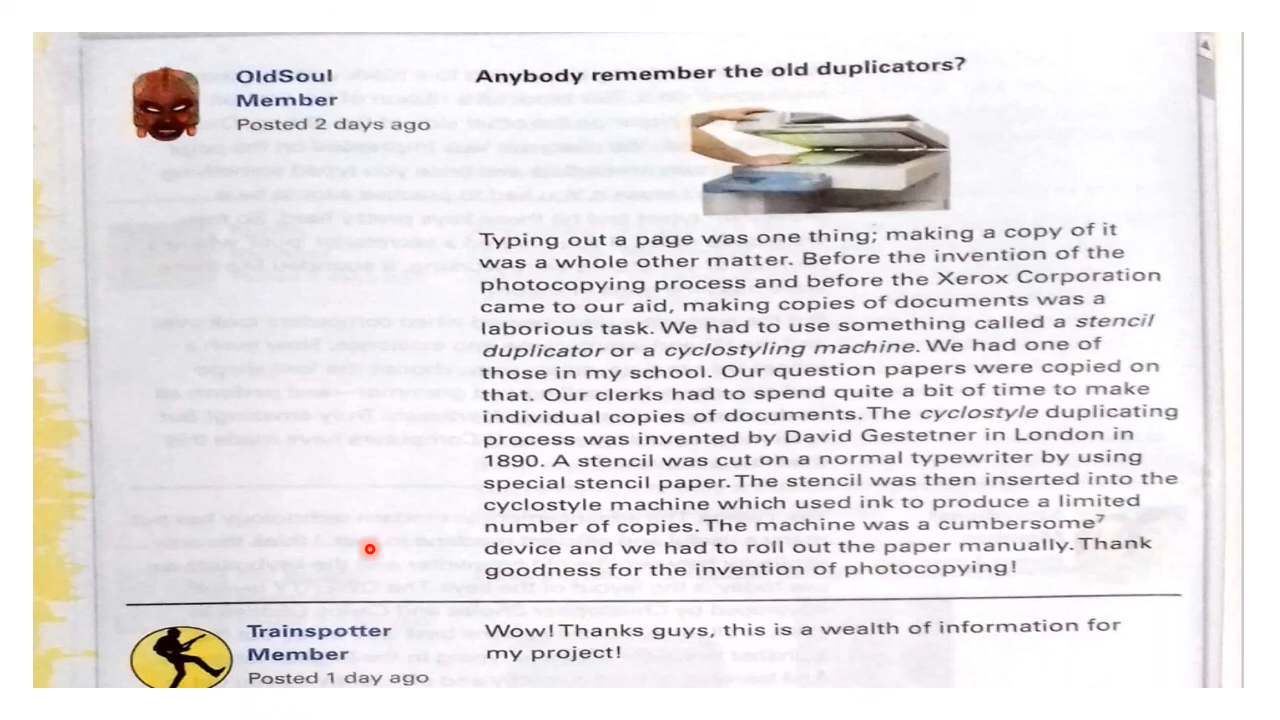 OldSoul
Member
Posted 2 days ago
Anybody remember the old duplicators?
Typing out a page was one thing; making a copy of it
was a whole other matter. Before the invention of the
photocopying process and before the Xerox Corporation
came to our aid, making copies of documents was a
laborious task. We had to use something called a stencil
duplicator or a cyclostyling machine. We had one of
those in my school. Our question papers were copied on
that. Our clerks had to spend quite a bit of time to make
individual copies of documents. The cyclostyle duplicating
process was invented by David Gestetner in London in
1890. A stencil was cut on a normal typewriter by using
special stencil paper. The stencil was then inserted into the
cyclostyle machine which used ink to produce a limited
number of copies. The machine was a cumbersome⁷
device and we had to roll out the paper manually. Thank
goodness for the invention of photocopying!
Trainspotter
Member
Posted 1 day ago
Wow! Thanks guys, this is a wealth of information for
my project!